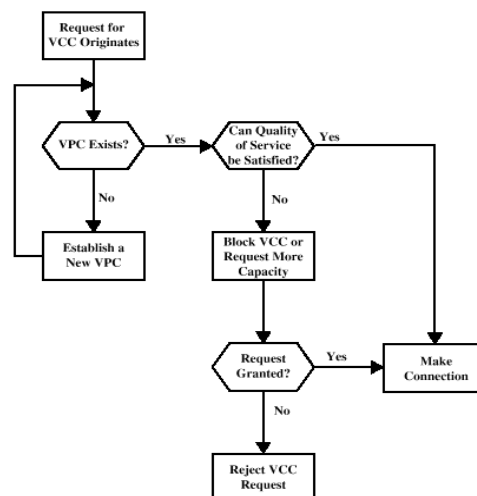 Request for
VCC Originates
VPC Exists?
Yes
Can Quality
of Service
be Satisfied?
Yes
No
No
Establish a
New VPC
Block VCC or
Request More
Capacity
Request
Granted?
Yes
Make
Connection
No
Reject VCC
Request